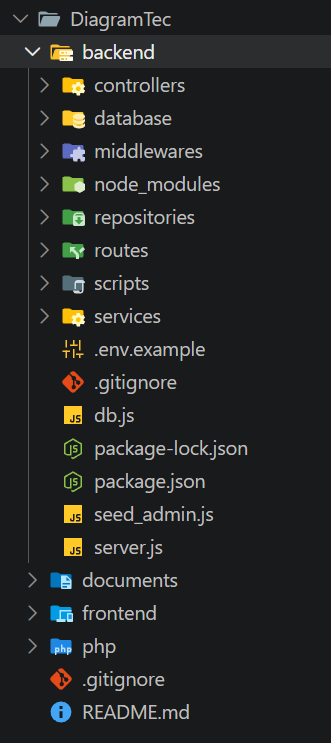 DiagramTec
backend
controllers
database
middlewares
node_modules
repositories
routes
scripts
services
.env.example
.gitignore
JS db.js
package-lock.json
package.json
JS seed_admin.js
JS server.js
documents
frontend
php php
.gitignore
README.md